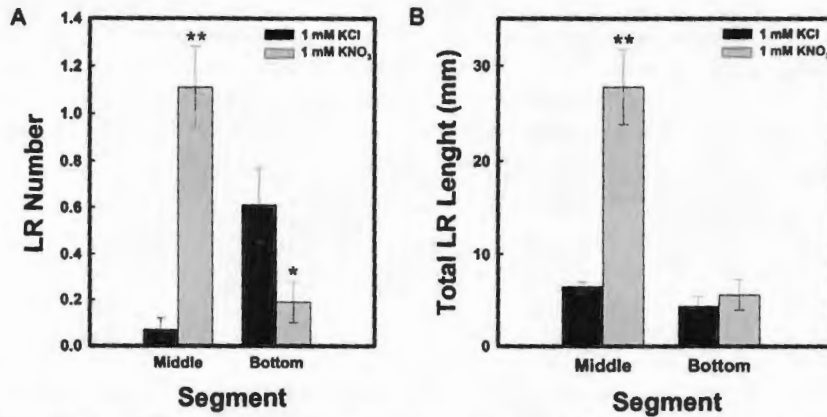 A
1 mM KCl
1 mM KNO3
**
*
LR Number
1.4
1.2
1.0
0.8
0.6
0.4
0.2
0.0
Middle
Bottom
Segment
B
1 mM KCl
1 mM KNO
**
Total LR Lenght (mm)
30
20
10
0
Middle
Bottom
Segment